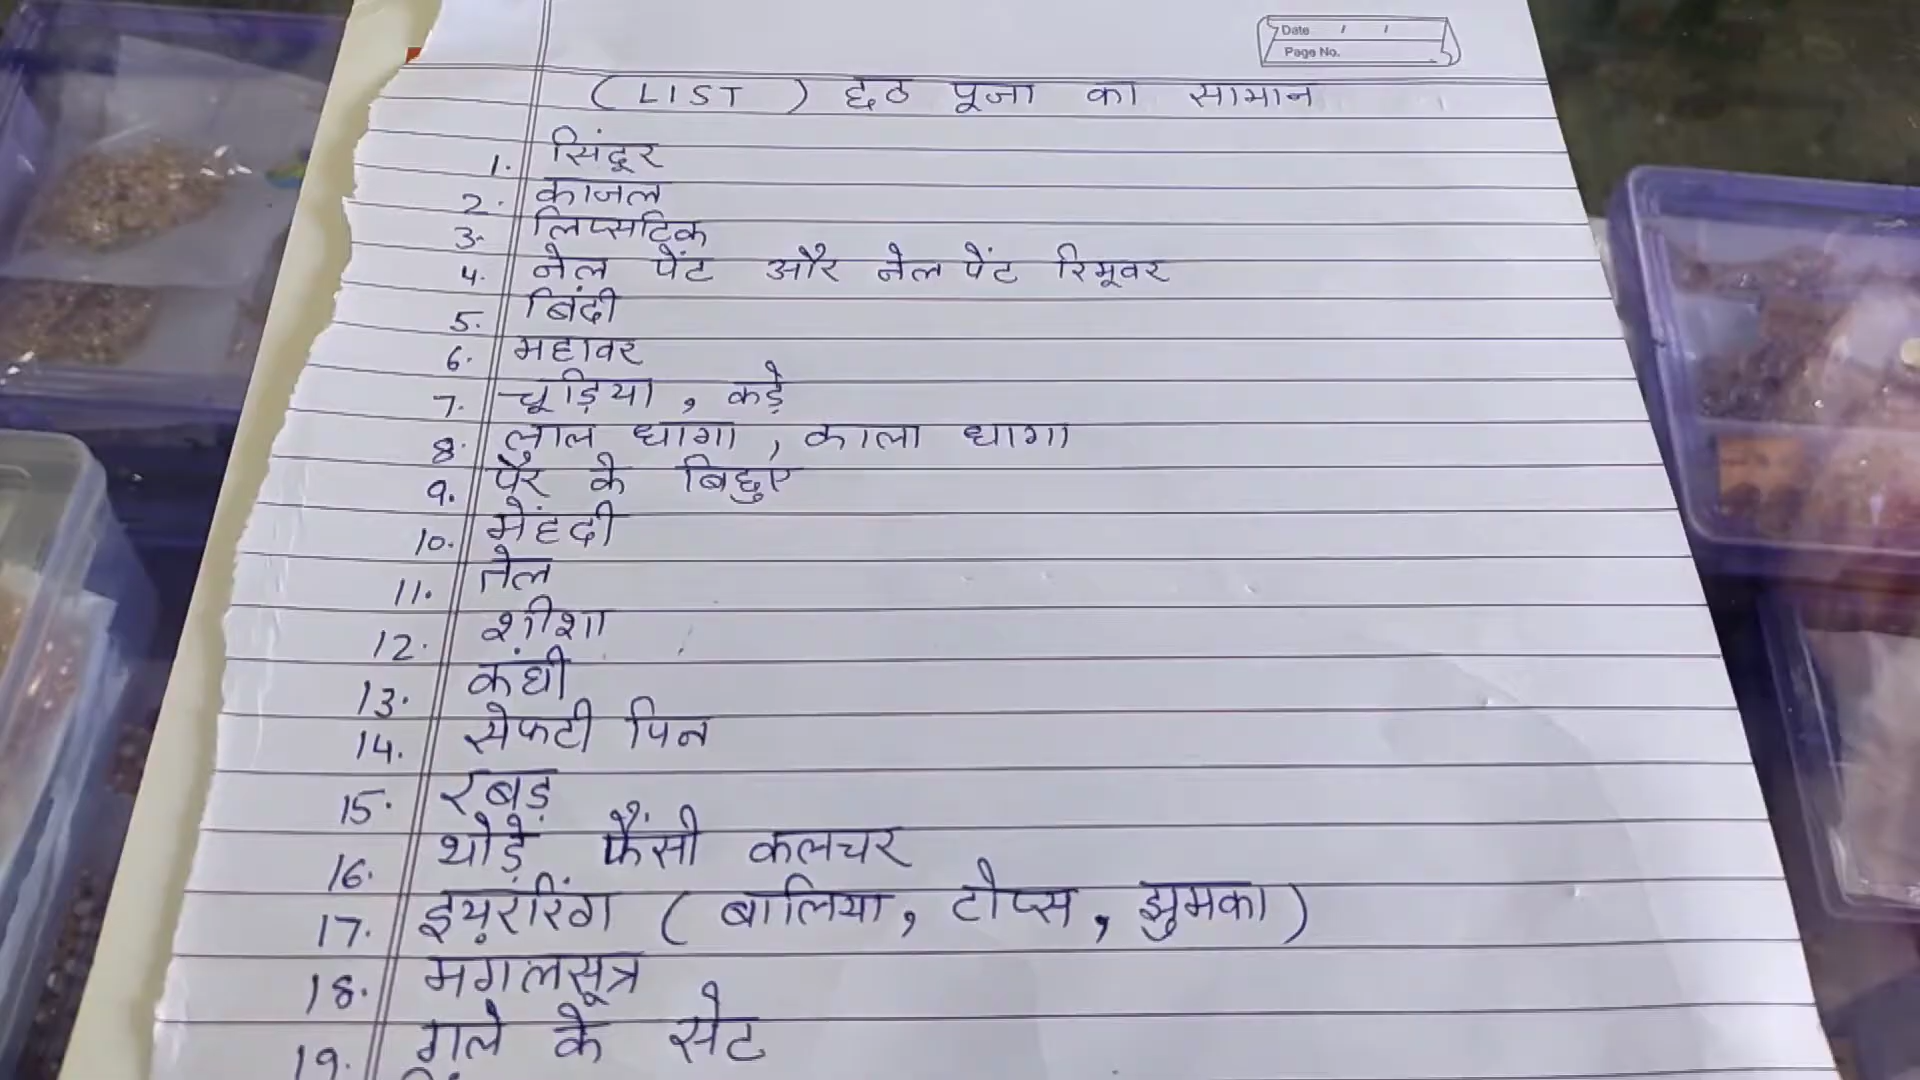 Date / /
Page No.
(LIST) छठ पूजा का सामान
1. सिंदूर
2. काजल
3. लिप्सटिक
4. नेल पेंट और नेल पेंट रिमूवर
5. बिंदी
6. महावर
7. चूड़िया, कड़े
8. लाल धागा, काला धागा
9. पैर के बिछुए
10. मेंहदी
11. तेल
12. शीशा
13. कंघी
14. सेफटी पिन
15. रबड़
16. थोड़े फैंसी कलचर
17. इयररिंग (बालिया, टोप्स, झुमका)
18. मगलसूत्र
19. गले के सेट